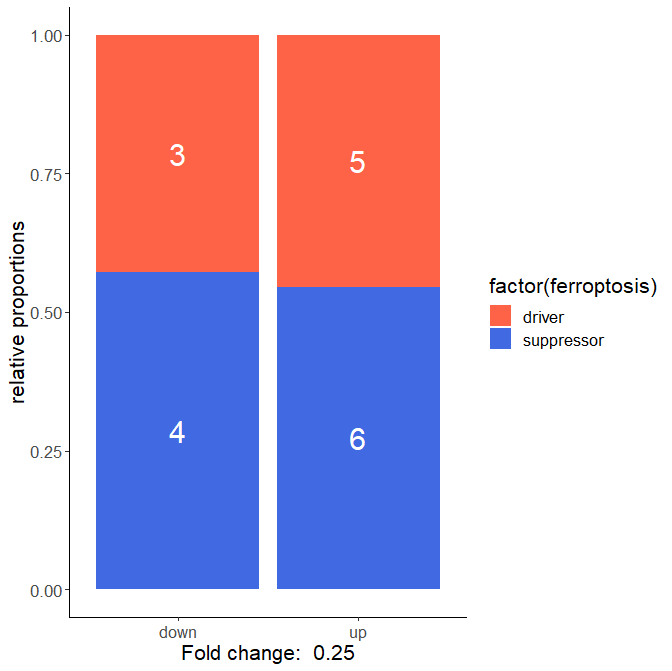 1.00
0.75
0.50
0.25
0.00
relative proportions
3
5
4
6
down
up
Fold change:  0.25
factor(ferroptosis)
driver
suppressor